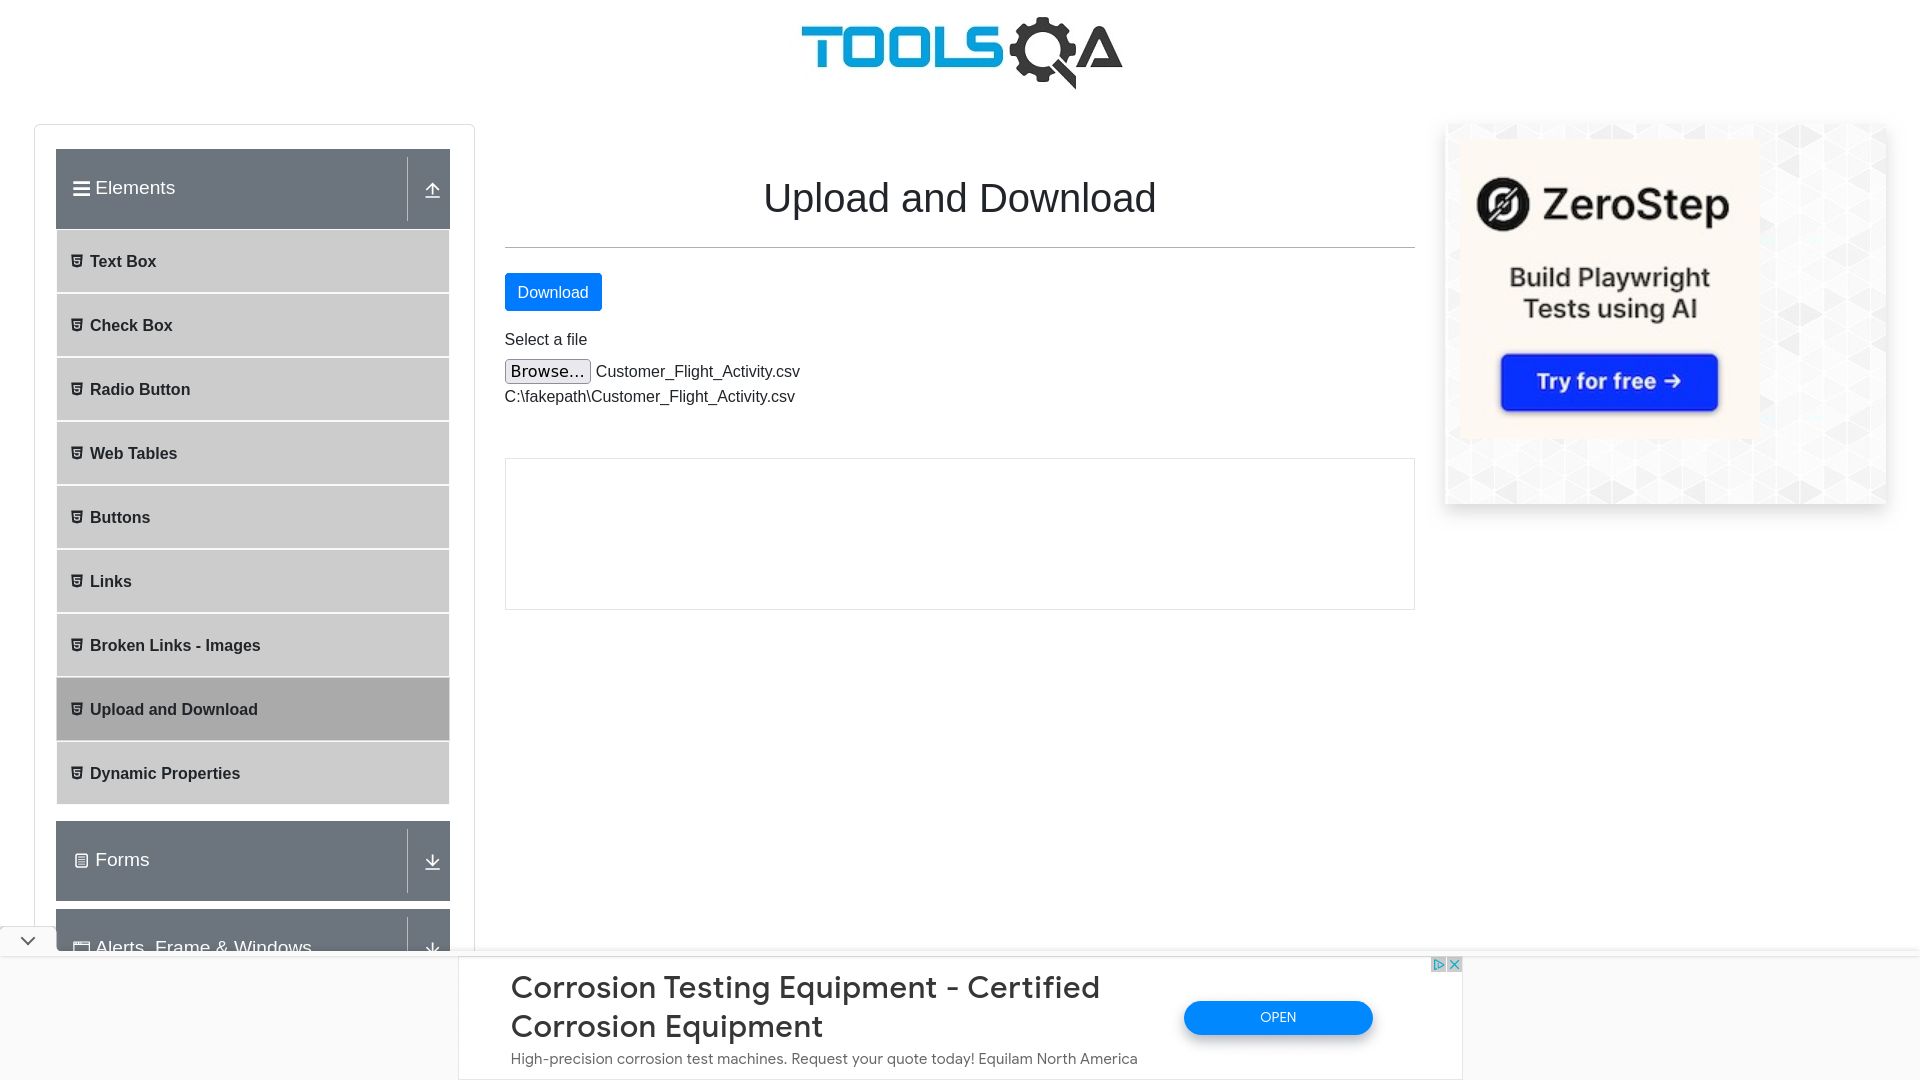 TOOLSQA
Elements
Text Box
Check Box
Radio Button
Web Tables
Buttons
Links
Broken Links - Images
Upload and Download
Dynamic Properties
Forms
Alerts, Frame & Windows
Upload and Download
Download
Select a file
Browse... Customer_Flight_Activity.csv
C:\fakepath\Customer_Flight_Activity.csv
ZeroStep
Build Playwright
Tests using AI
Try for free →
Corrosion Testing Equipment - Certified
Corrosion Equipment
High-precision corrosion test machines. Request your quote today! Equilam North America
OPEN